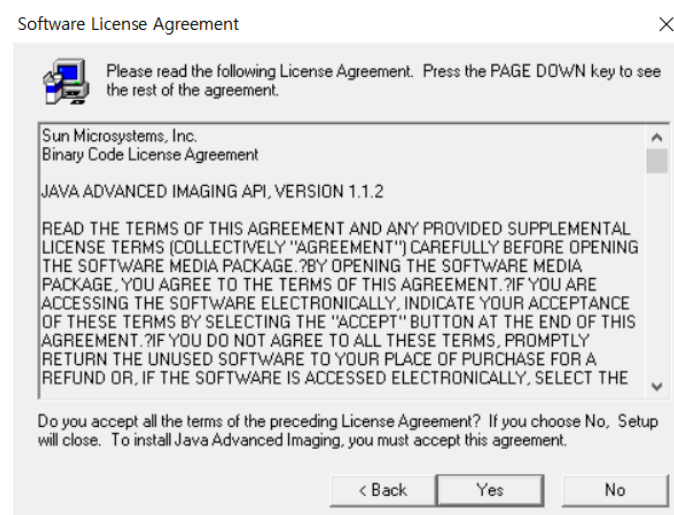 Software License Agreement
Please read the following License Agreement. Press the PAGE DOWN key to see
the rest of the agreement.
Sun Microsystems, Inc.
Binary Code License Agreement
JAVA ADVANCED IMAGING API, VERSION 1.1.2
READ THE TERMS OF THIS AGREEMENT AND ANY PROVIDED SUPPLEMENTAL
LICENSE TERMS (COLLECTIVELY "AGREEMENT") CAREFULLY BEFORE OPENING
THE SOFTWARE MEDIA PACKAGE.?BY OPENING THE SOFTWARE MEDIA
PACKAGE, YOU AGREE TO THE TERMS OF THIS AGREEMENT.?IF YOU ARE
ACCESSING THE SOFTWARE ELECTRONICALLY, INDICATE YOUR ACCEPTANCE
OF THESE TERMS BY SELECTING THE "ACCEPT" BUTTON AT THE END OF THIS
AGREEMENT.?IF YOU DO NOT AGREE TO ALL THESE TERMS, PROMPTLY
RETURN THE UNUSED SOFTWARE TO YOUR PLACE OF PURCHASE FOR A
REFUND OR, IF THE SOFTWARE IS ACCESSED ELECTRONICALLY, SELECT THE
Do you accept all the terms of the preceding License Agreement? If you choose No, Setup
will close. To install Java Advanced Imaging, you must accept this agreement.
< Back
Yes
No